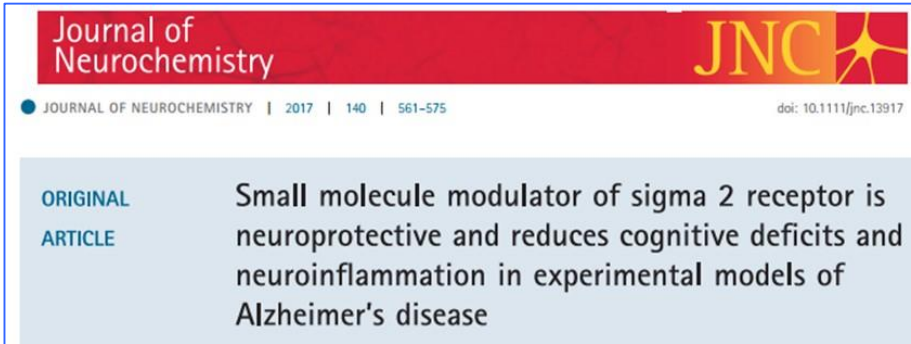 Journal of
Neurochemistry
JNC
JOURNAL OF NEUROCHEMISTRY | 2017 | 140 | 561–575
doi: 10.1111/jnc.13917
ORIGINAL
ARTICLE
Small molecule modulator of sigma 2 receptor is
neuroprotective and reduces cognitive deficits and
neuroinflammation in experimental models of
Alzheimer's disease